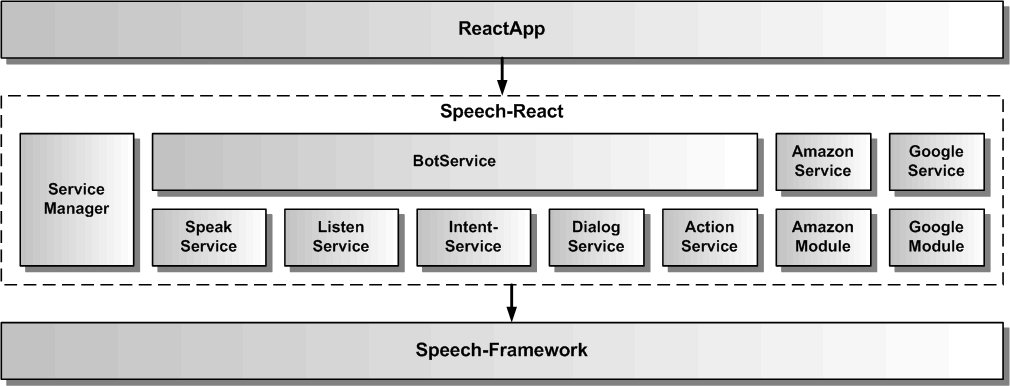 ReactApp
Speech-React
Service
Manager
BotService
Amazon
Service
Google
Service
Speak
Service
Listen
Service
Intent-
Service
Dialog
Service
Action
Service
Amazon
Module
Google
Module
Speech-Framework